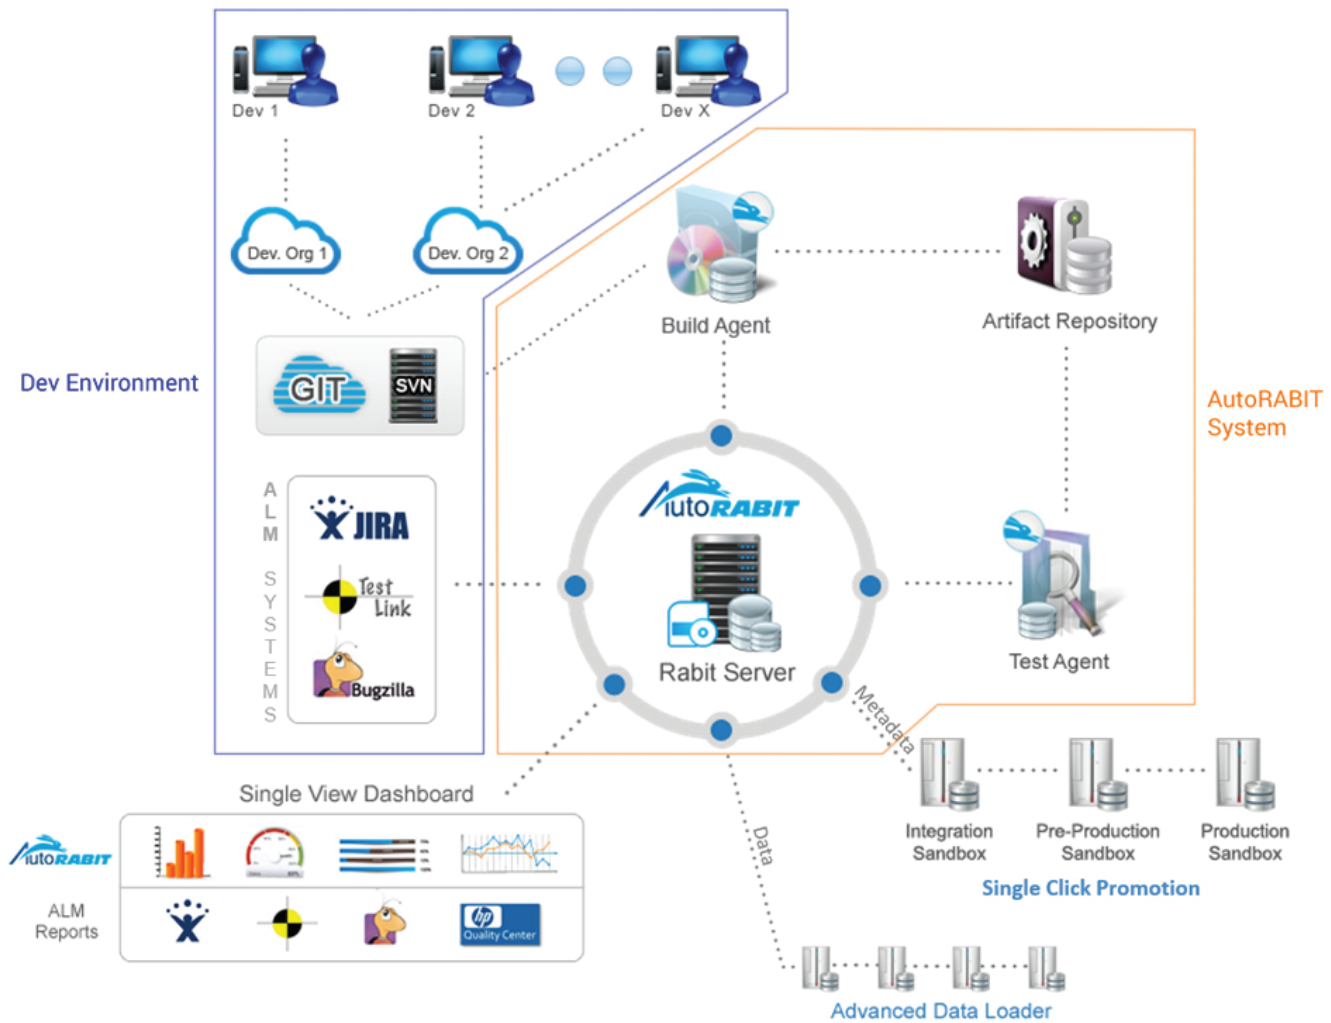 Dev 1
Dev 2
Dev X
Dev. Org 1
Dev. Org 2
Build Agent
Artifact Repository
GIT
SVN
Dev Environment
AutoRABIT
System
ALM SYSTEMS
JIRA
Test
Link
Bugzilla
AutoRABIT
Rabit Server
Test Agent
Metadata
Data
Integration
Sandbox
Pre-Production
Sandbox
Production
Sandbox
Single Click Promotion
Single View Dashboard
AutoRABIT
ALM
Reports
hp
Quality Center
Advanced Data Loader